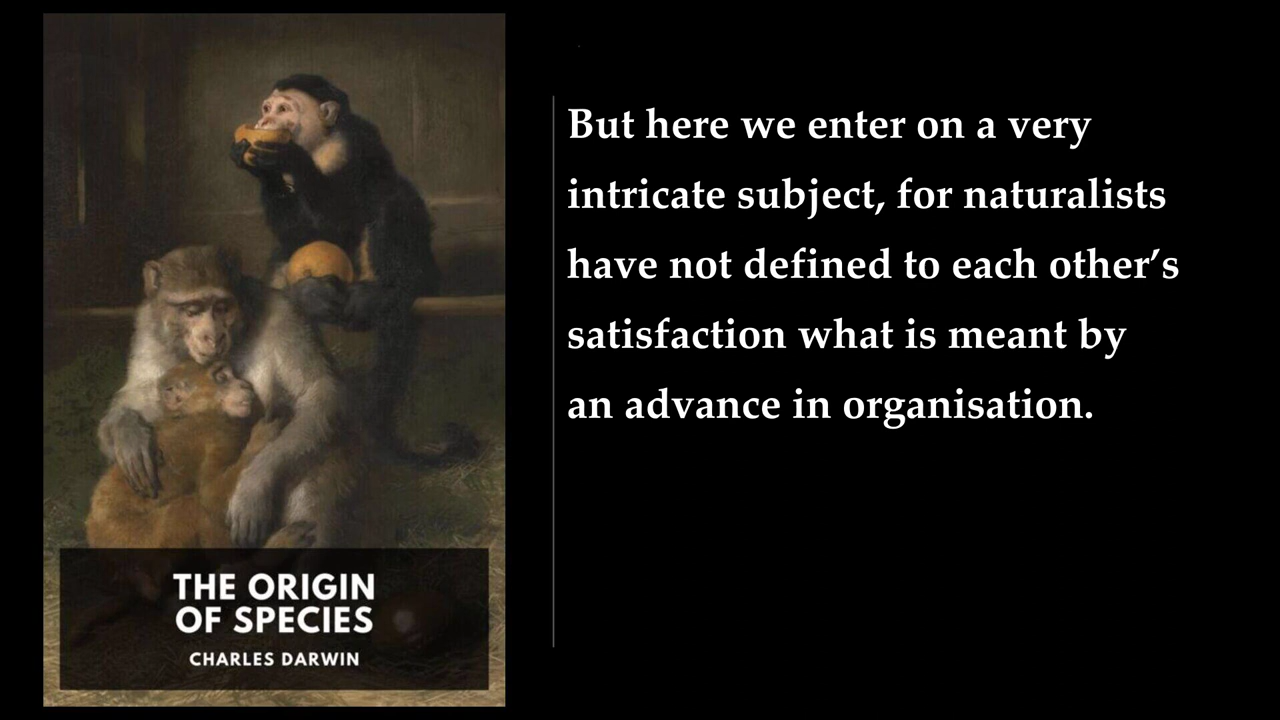 But here we enter on a very
intricate subject, for naturalists
have not defined to each other’s
satisfaction what is meant by
an advance in organisation.
THE ORIGIN
OF SPECIES
CHARLES DARWIN